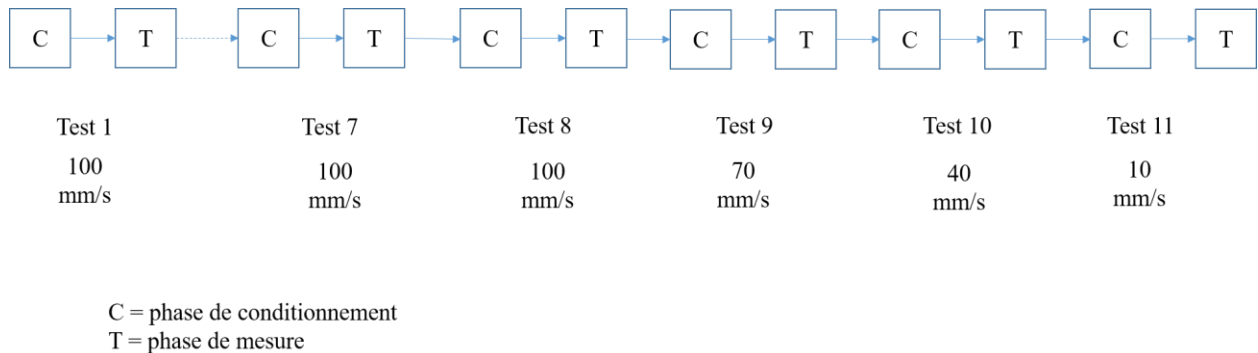 C T C T C T C T C T C T
Test 1 Test 7 Test 8 Test 9 Test 10 Test 11
100 100 100 70 40 10
mm/s mm/s mm/s mm/s mm/s mm/s
C = phase de conditionnement
T = phase de mesure